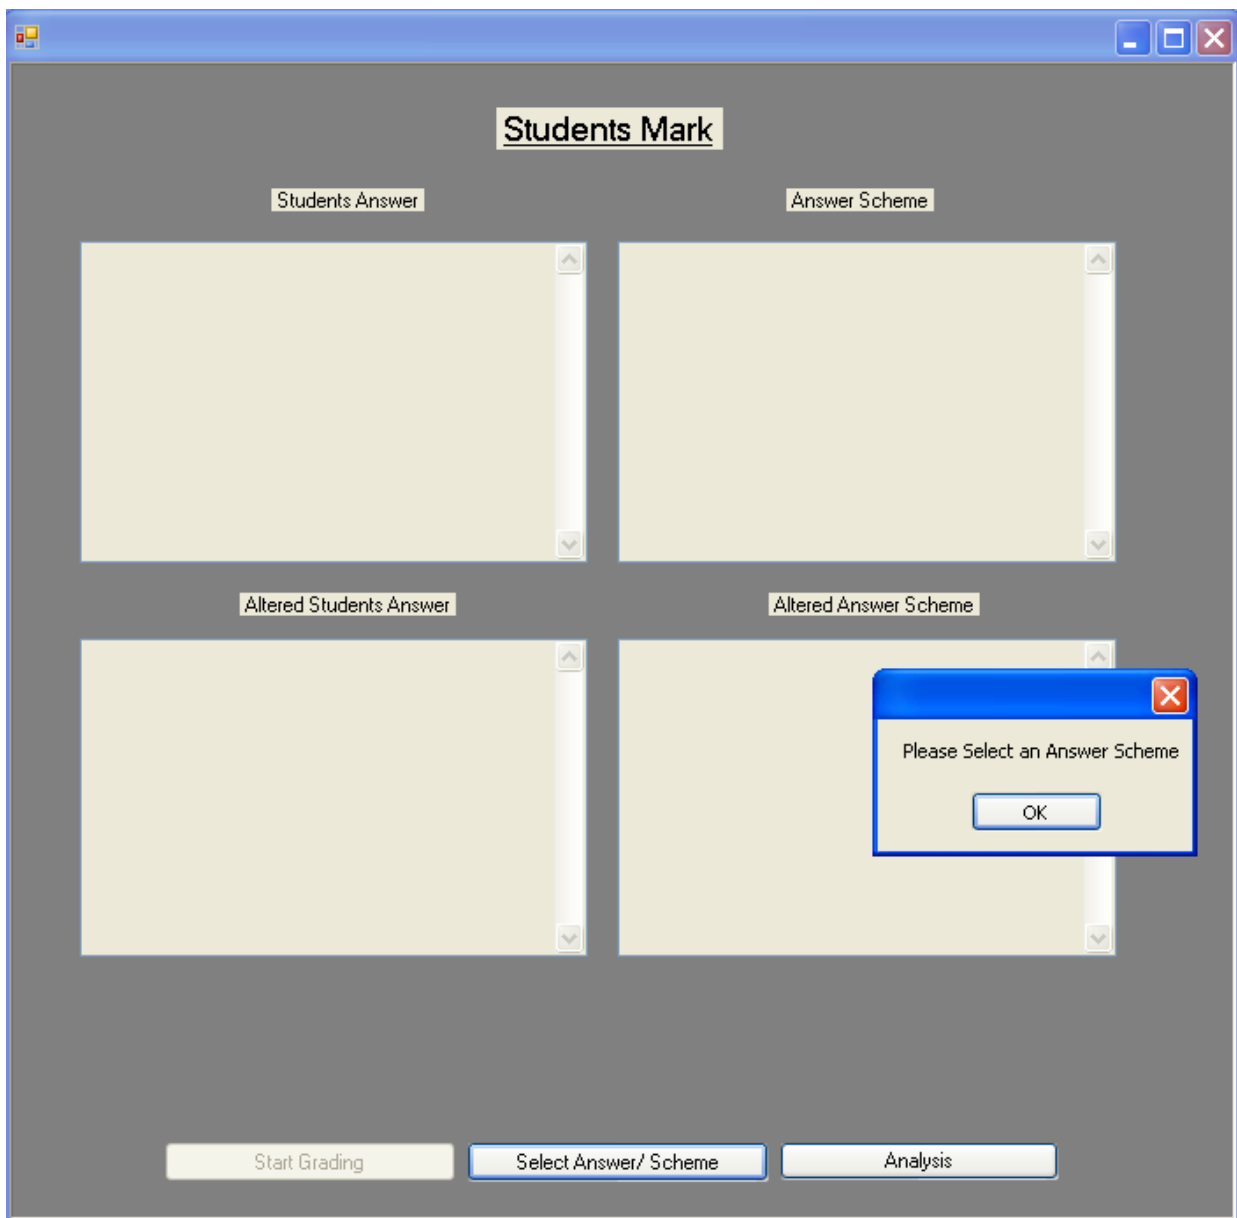 Students Mark
Students Answer
Answer Scheme
Altered Students Answer
Altered Answer Scheme
Please Select an Answer Scheme
OK
Start Grading
Select Answer/ Scheme
Analysis